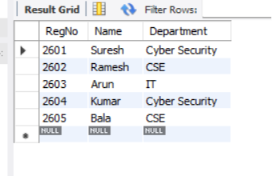 Result Grid Filter Rows:
RegNo Name Department
2601 Suresh Cyber Security
2602 Ramesh CSE
2603 Arun IT
2604 Kumar Cyber Security
2605 Bala CSE
NULL NULL NULL